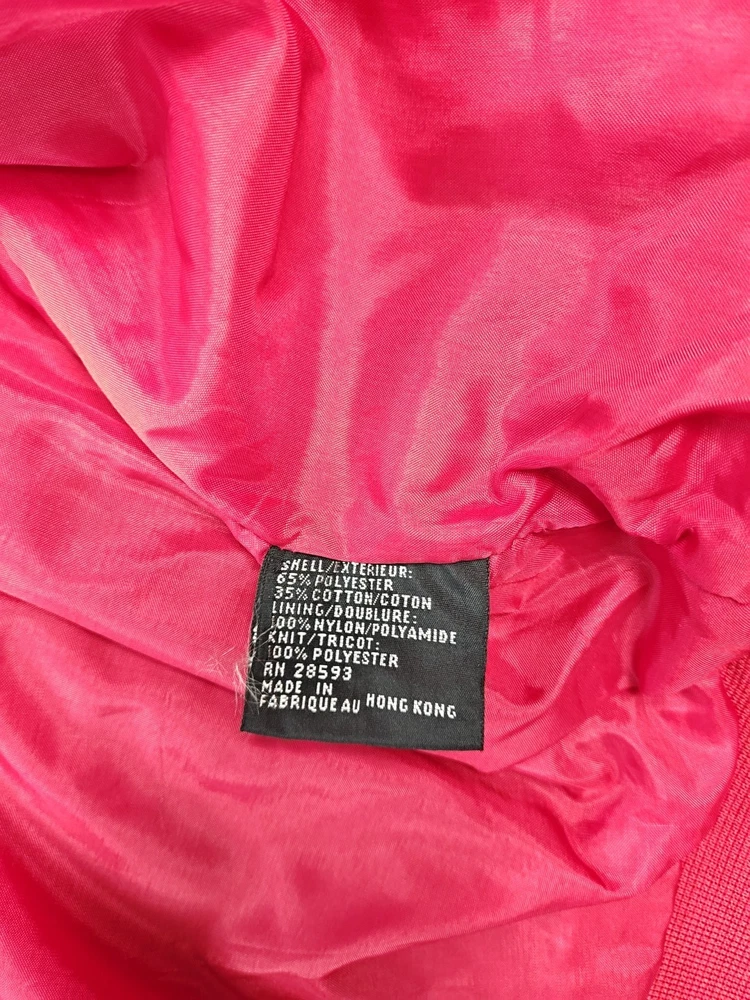 SHELL/EXTERIEUR:
65% POLYESTER
35% COTTON/COTON
LINING/DOUBLURE:
100% NYLON/POLYAMIDE
KNIT/TRICOT:
100% POLYESTER
RN 28593
MADE IN
FABRIQUE AU HONG KONG